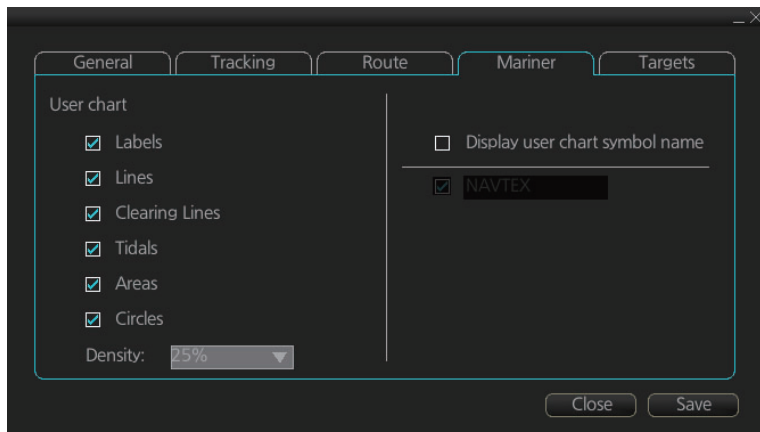 General Tracking Route Mariner Targets
User chart
Labels
Lines
Clearing Lines
Tidals
Areas
Circles
Density: 25%
Display user chart symbol name
NAVTEX
Close Save